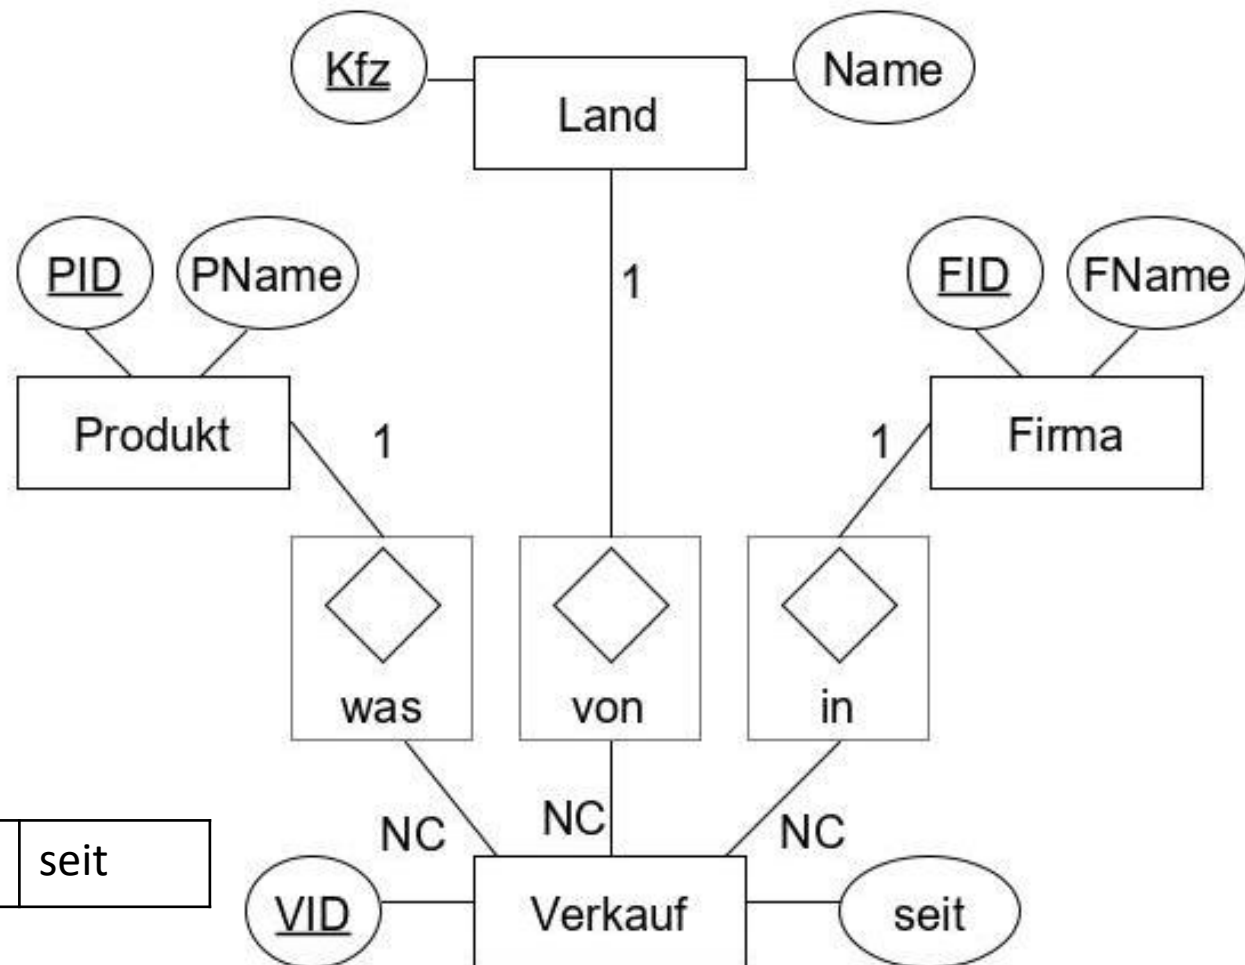 Kfz
Land
Name
PID
PName
1
FID
FName
Produkt
1
1
Firma
was
von
in
NC
NC
NC
seit
VID
Verkauf
seit